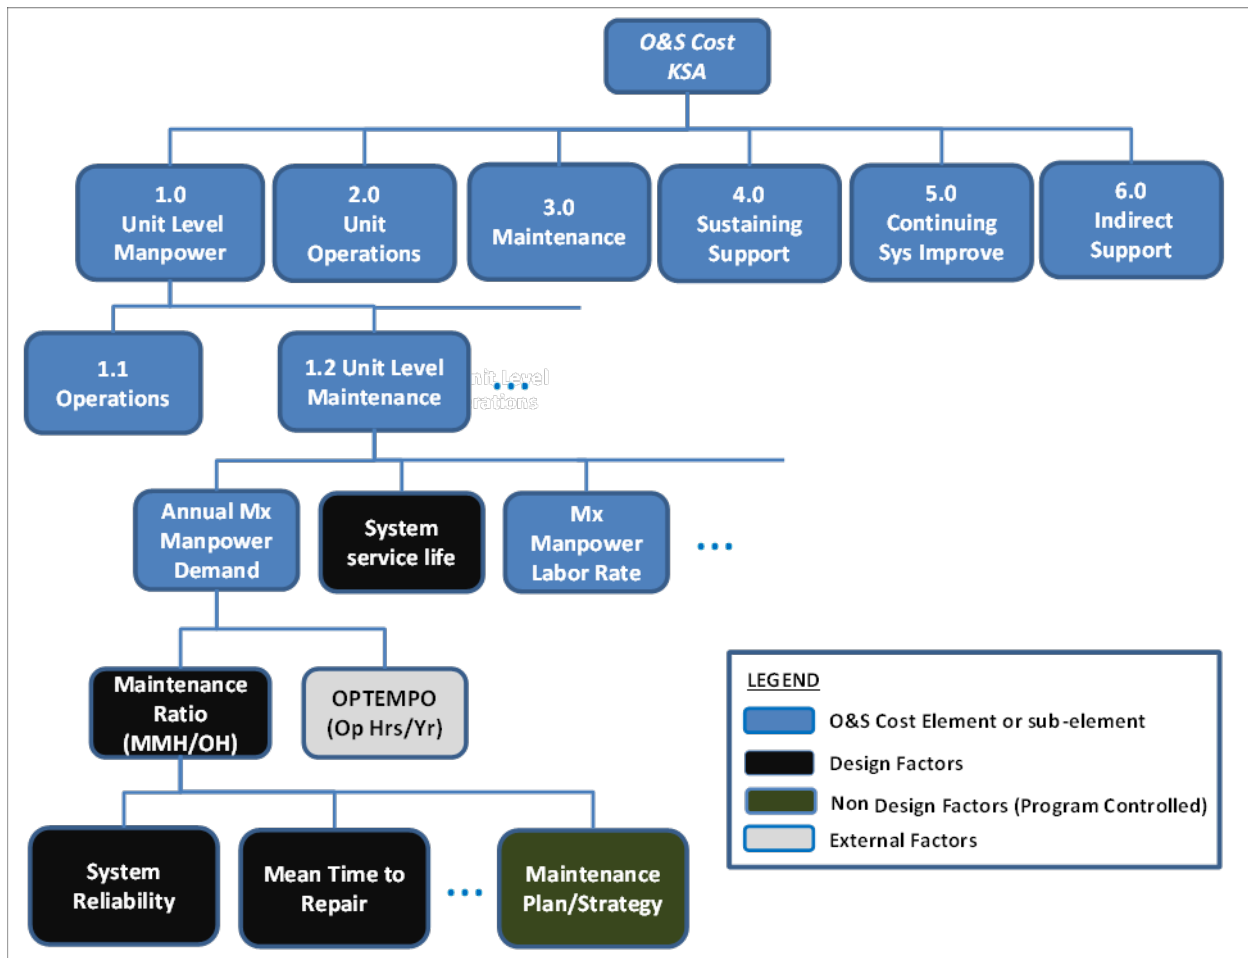 O&S Cost
KSA
1.0
Unit Level
Manpower
2.0
Unit
Operations
3.0
Maintenance
4.0
Sustaining
Support
5.0
Continuing
Sys Improve
6.0
Indirect
Support
1.1
Operations
1.2 Unit Level
Maintenance
nit Level
erations
...
Annual Mx
Manpower
Demand
System
service life
Mx
Manpower
Labor Rate
...
Maintenance
Ratio
(MMH/OH)
OPTEMPO
(Op Hrs/Yr)
System
Reliability
Mean Time to
Repair
...
Maintenance
Plan/Strategy
LEGEND
O&S Cost Element or sub-element
Design Factors
Non Design Factors (Program Controlled)
External Factors